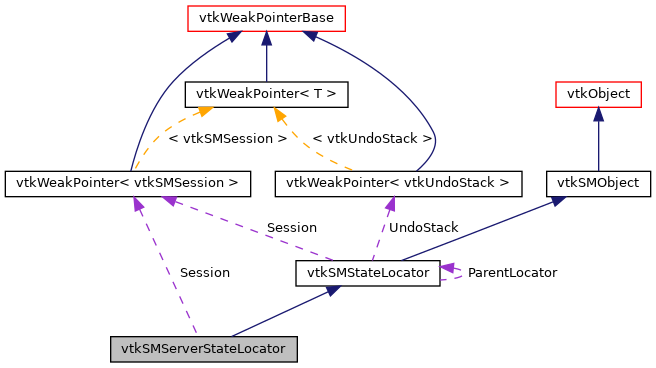 vtkWeakPointerBase
vtkWeakPointer< T >
vtkObject
< vtkSMSession >
< vtkUndoStack >
vtkWeakPointer< vtkSMSession >
vtkWeakPointer< vtkUndoStack >
vtkSMObject
Session
UndoStack
vtkSMStateLocator
ParentLocator
Session
vtkSMServerStateLocator